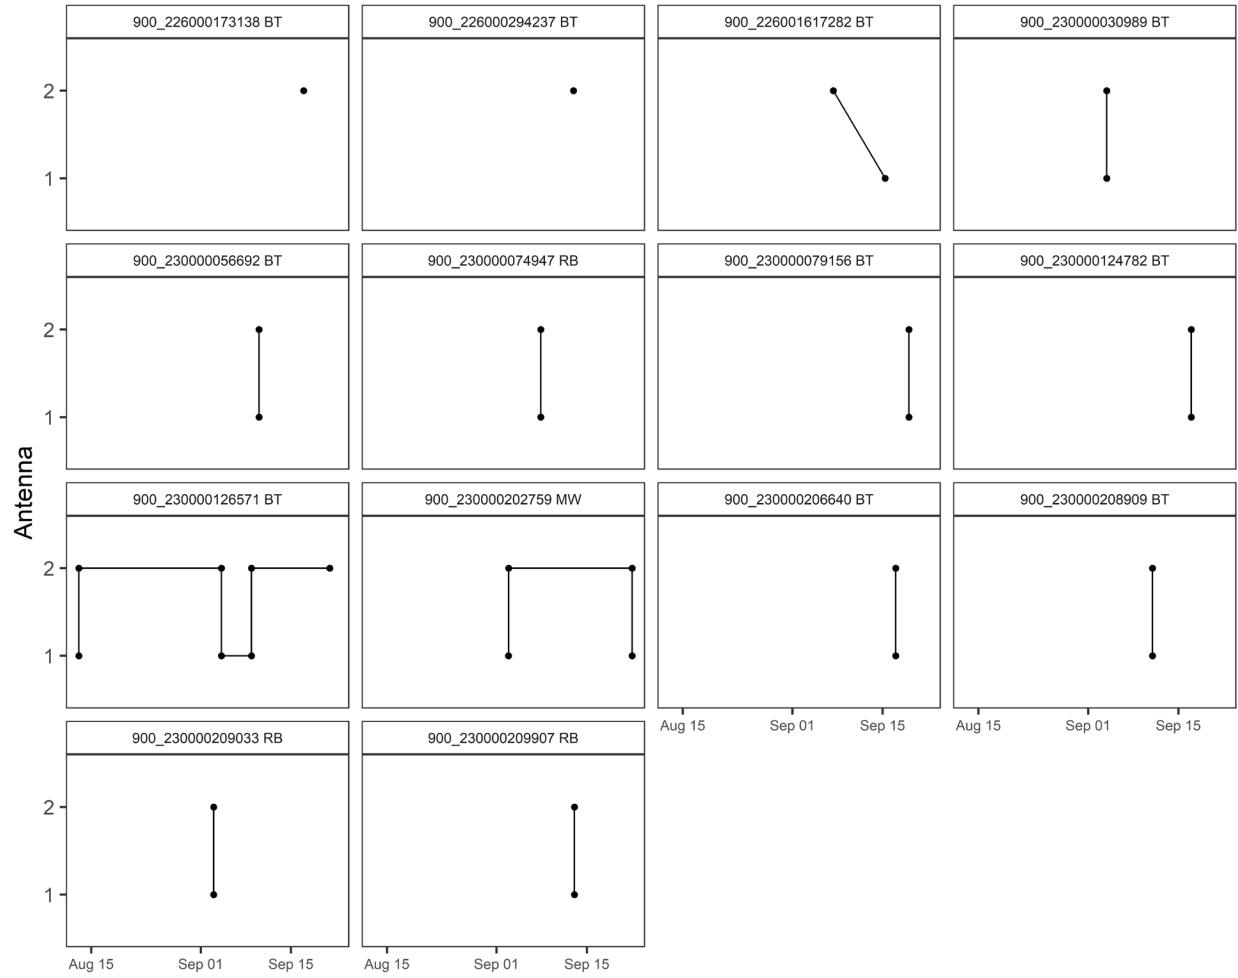 900_226000173138 BT
900_226000294237 BT
900_226001617282 BT
900_230000030989 BT
2
1
900_230000056692 BT
900_230000074947 RB
900_230000079156 BT
900_230000124782 BT
2
1
Antenna
900_230000126571 BT
900_230000202759 MW
900_230000206640 BT
900_230000208909 BT
2
1
Aug 15
Sep 01
Sep 15
Aug 15
Sep 01
Sep 15
900_230000209033 RB
900_230000209907 RB
2
1
Aug 15
Sep 01
Sep 15
Aug 15
Sep 01
Sep 15